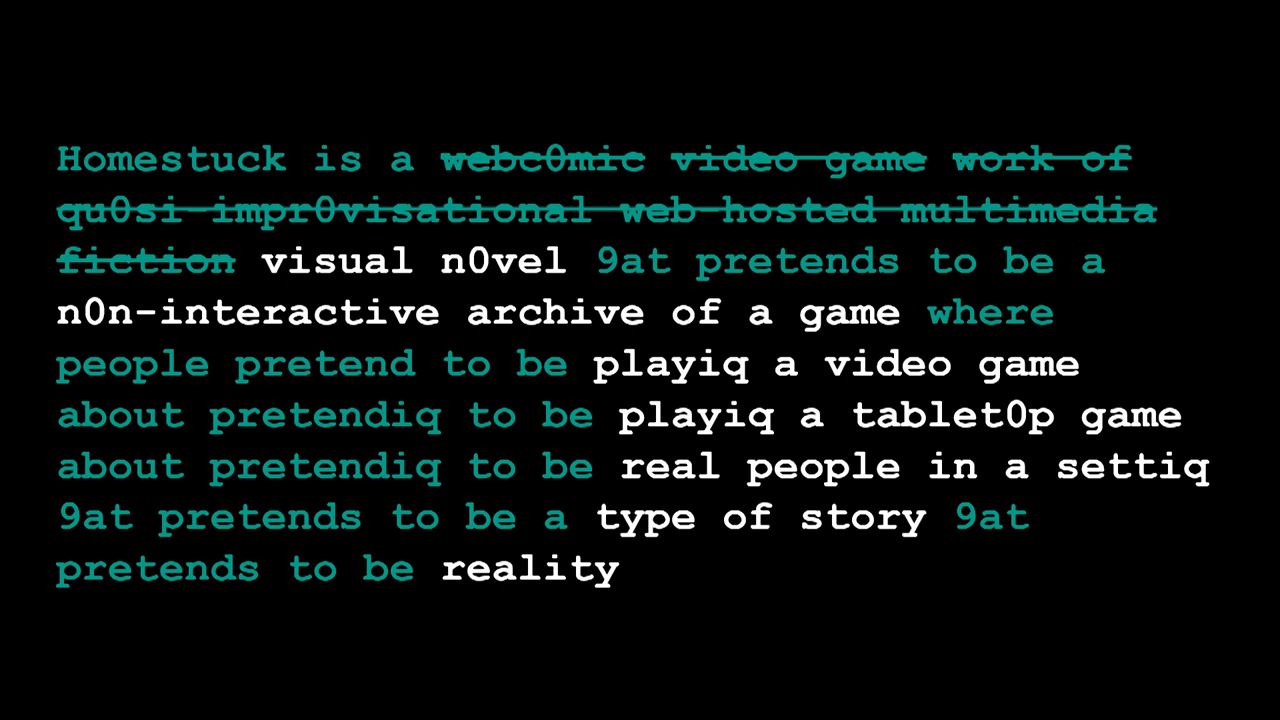 Homestuck is a webc0mic video game work of
qu0si-impr0visational web-hosted multimedia
fiction visual n0vel 9at pretends to be a
n0n-interactive archive of a game where
people pretend to be playiq a video game
about pretendiq to be playiq a tablet0p game
about pretendiq to be real people in a settiq
9at pretends to be a type of story 9at
pretends to be reality